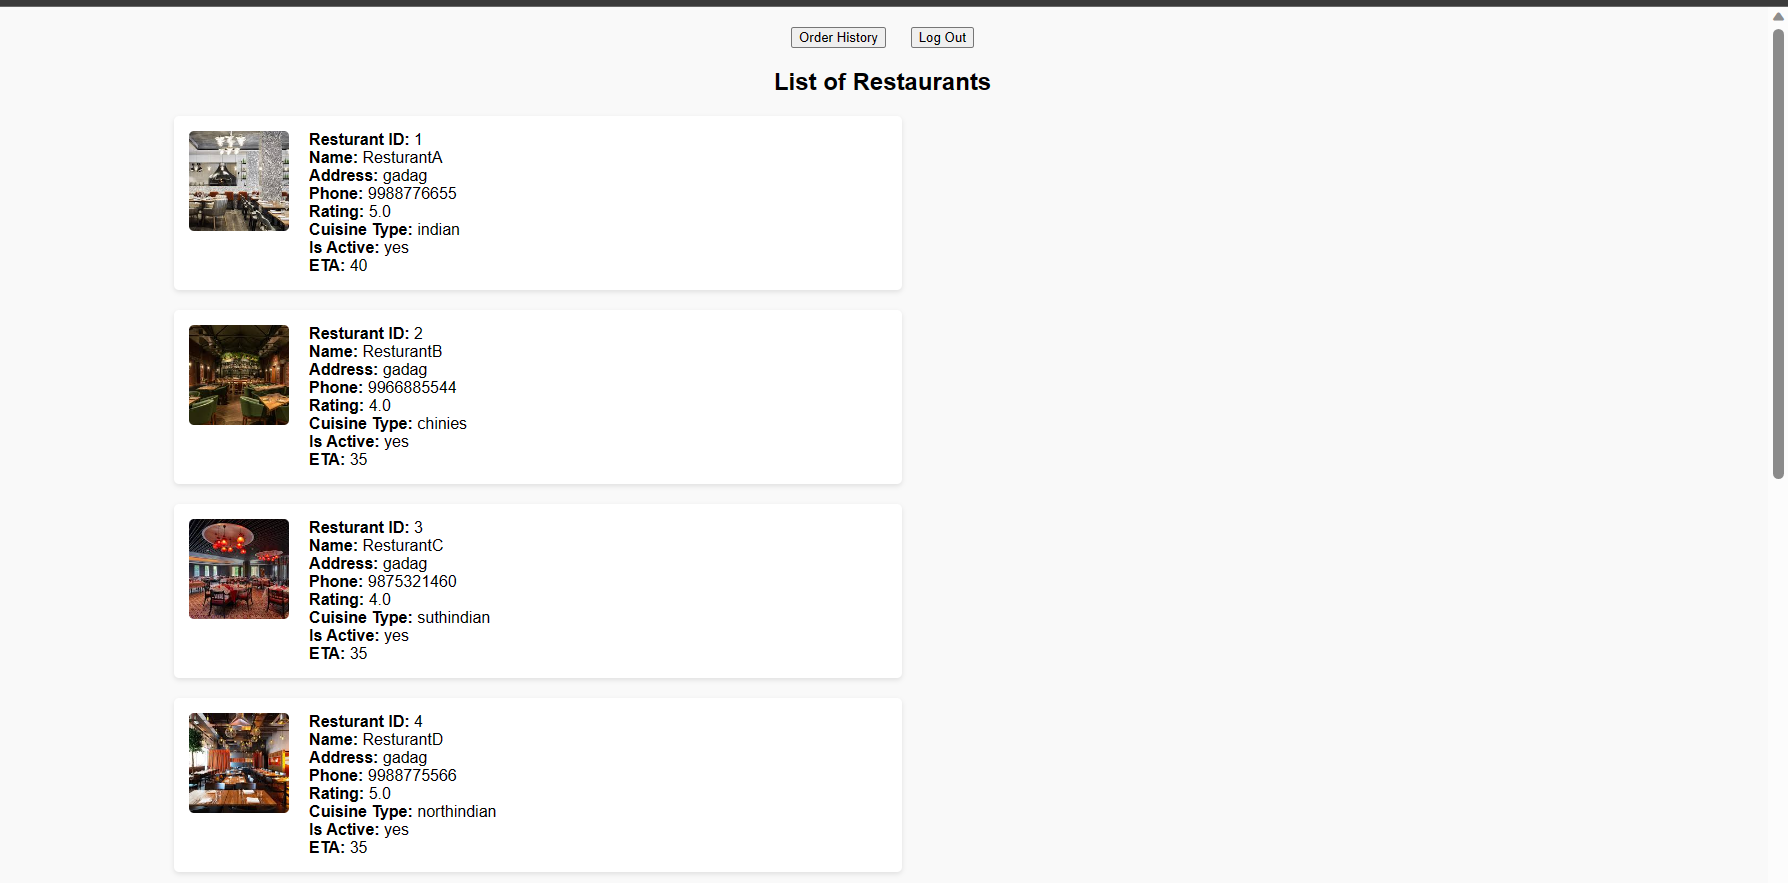 Order History Log Out
List of Restaurants
Resturant ID: 1
Name: ResturantA
Address: gadag
Phone: 9988776655
Rating: 5.0
Cuisine Type: indian
Is Active: yes
ETA: 40
Resturant ID: 2
Name: ResturantB
Address: gadag
Phone: 9966885544
Rating: 4.0
Cuisine Type: chinies
Is Active: yes
ETA: 35
Resturant ID: 3
Name: ResturantC
Address: gadag
Phone: 9875321460
Rating: 4.0
Cuisine Type: suthindian
Is Active: yes
ETA: 35
Resturant ID: 4
Name: ResturantD
Address: gadag
Phone: 9988775566
Rating: 5.0
Cuisine Type: northindian
Is Active: yes
ETA: 35